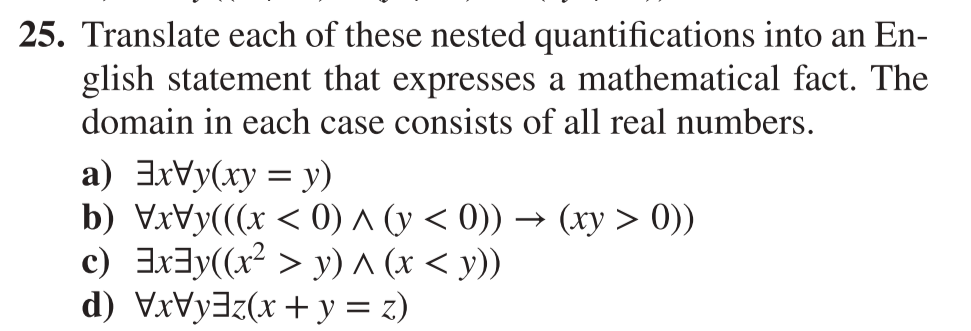 25. Translate each of these nested quantifications into an En-
glish statement that expresses a mathematical fact. The
domain in each case consists of all real numbers.
a) ∃x∀y(xy = y)
b) ∀x∀y(((x < 0) ∧ (y < 0)) → (xy > 0))
c) ∃x∃y((x² > y) ∧ (x < y))
d) ∀x∀y∃z(x + y = z)